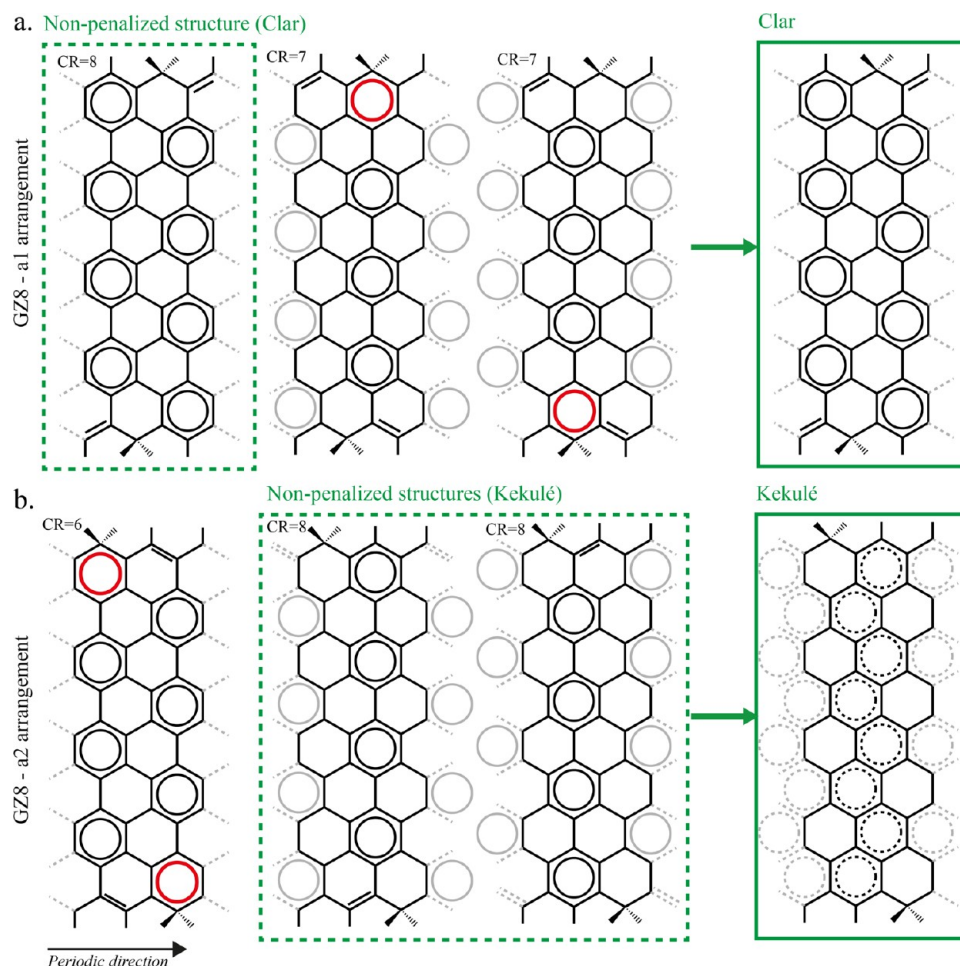 a.
Non-penalized structure (Clar)
Clar
CR=8
CR=7
CR=7
GZ8 - a1 arrangement
b.
Non-penalized structures (Kekulé)
Kekulé
CR=6
CR=8
CR=8
GZ8 - a2 arrangement
Periodic direction